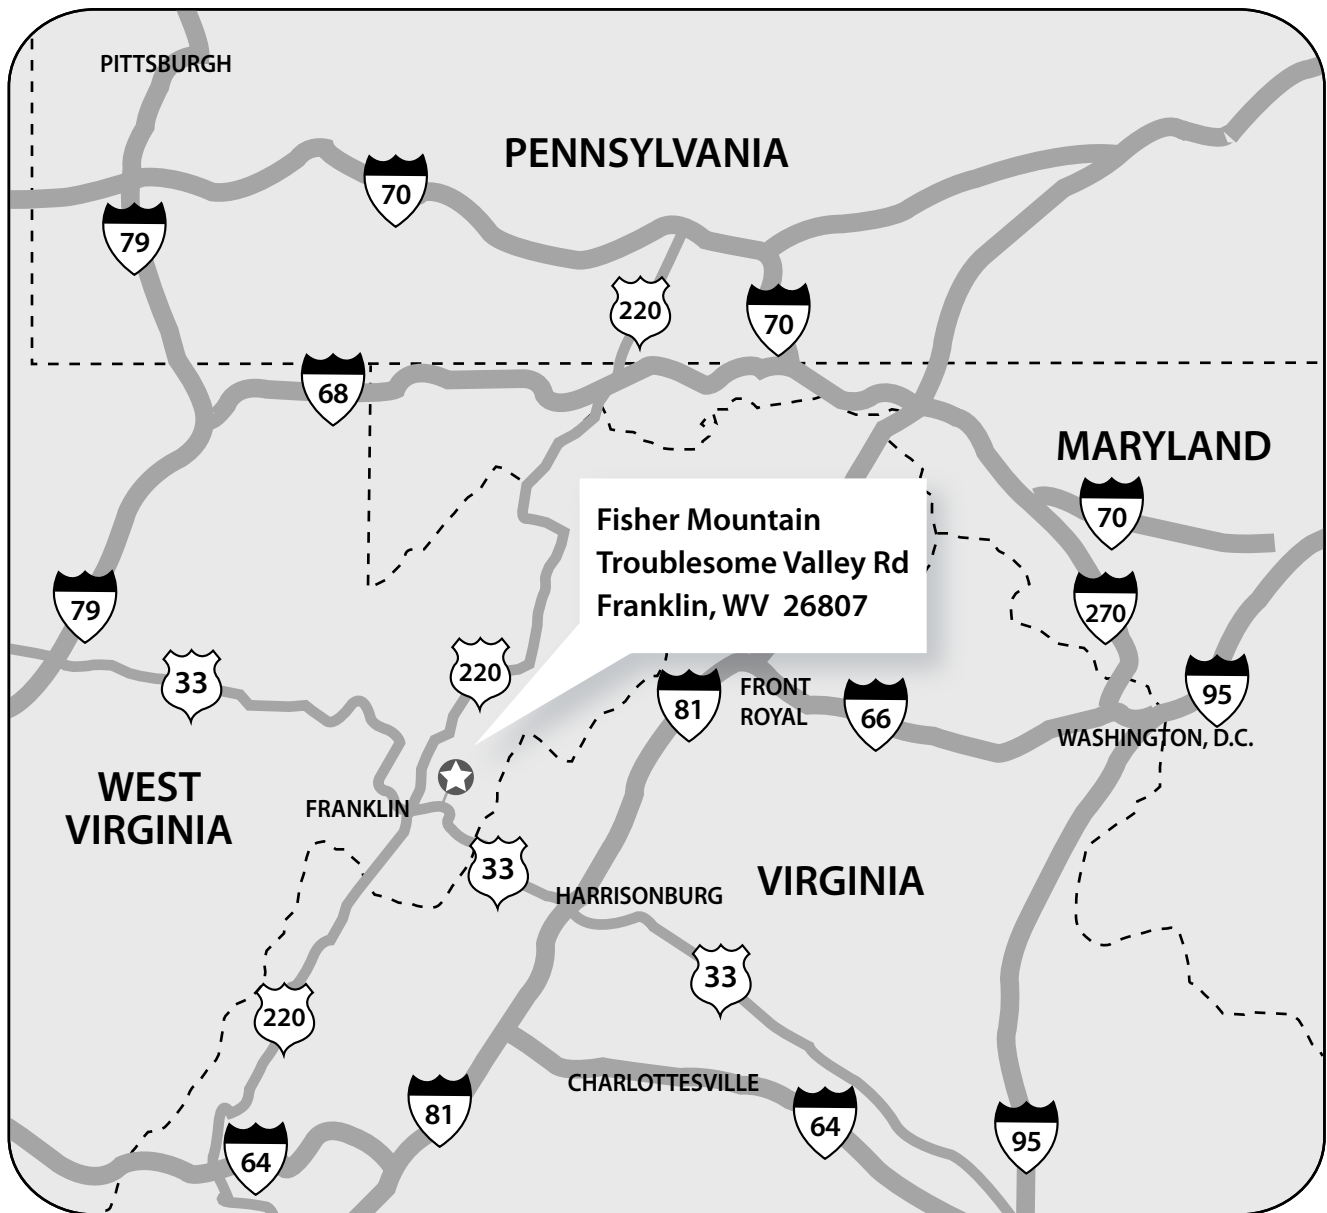 PITTSBURGH
PENNSYLVANIA
70
79
220
70
68
MARYLAND
70
Fisher Mountain
Troublesome Valley Rd
Franklin, WV  26807
79
270
33
220
81
FRONT
ROYAL
66
95
WASHINGTON, D.C.
WEST
VIRGINIA
FRANKLIN
33
HARRISONBURG
VIRGINIA
33
220
CHARLOTTESVILLE
81
64
95
64